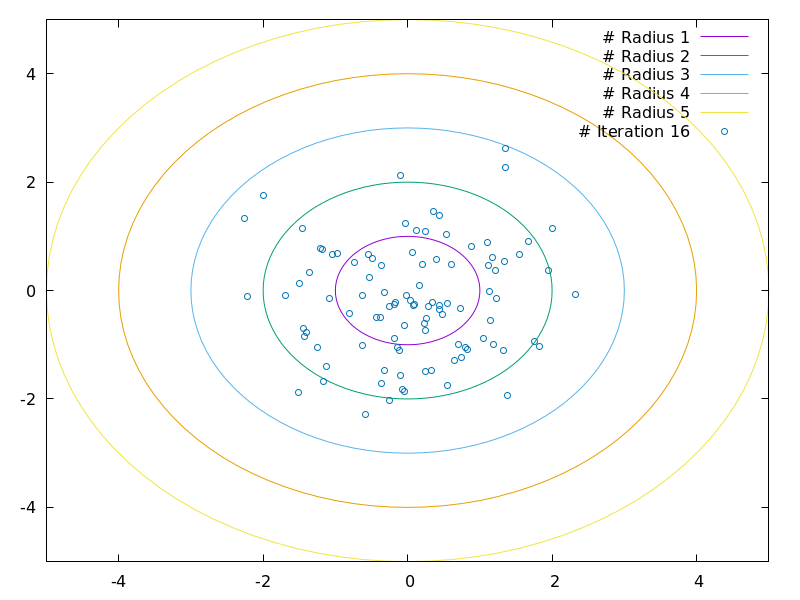 # Radius 1
# Radius 2
# Radius 3
# Radius 4
# Radius 5
# Iteration 16
4
2
0
-2
-4
-4 -2 0 2 4